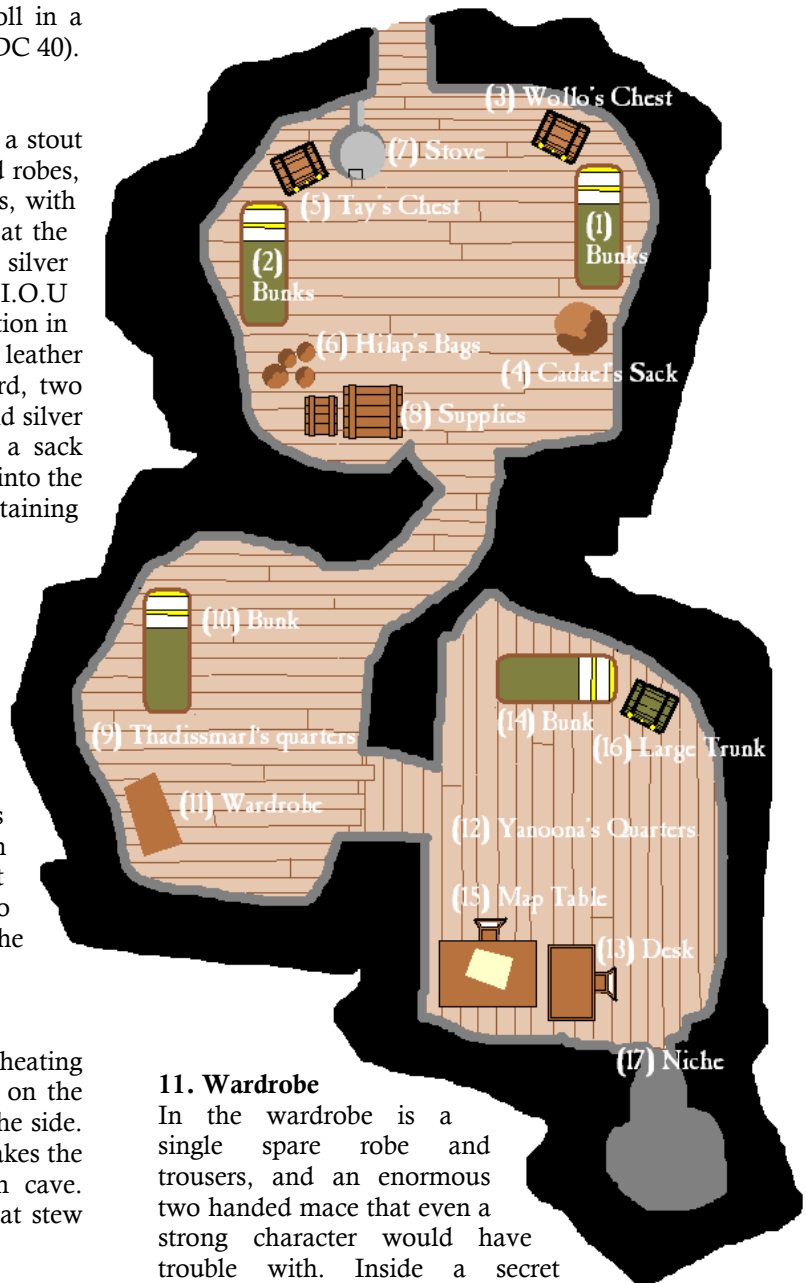 oll in a
DC 40).
a stout
d robes,
s, with
at the
silver
I.O.U
tion in
leather
rd, two
d silver
a sack
into the
taining
s
n
t
o
he
heating
on the
he side.
akes the
n cave.
at stew
(3) Wollo's Chest
(7) Stove
(5) Tay's Chest
(1)
Bunks
(2)
Bunks
(6) Hilap's Bags
(4) Cadael's Sack
(8) Supplies
(10) Bunk
(9) Thadissmarl's quarters
(11) Wardrobe
(14) Bunk
(16) Large Trunk
(12) Yanoona's Quarters
(15) Map Table
(13) Desk
(17) Niche
11. Wardrobe
In the wardrobe is a
single spare robe and
trousers, and an enormous
two handed mace that even a
strong character would have
trouble with. Inside a secret